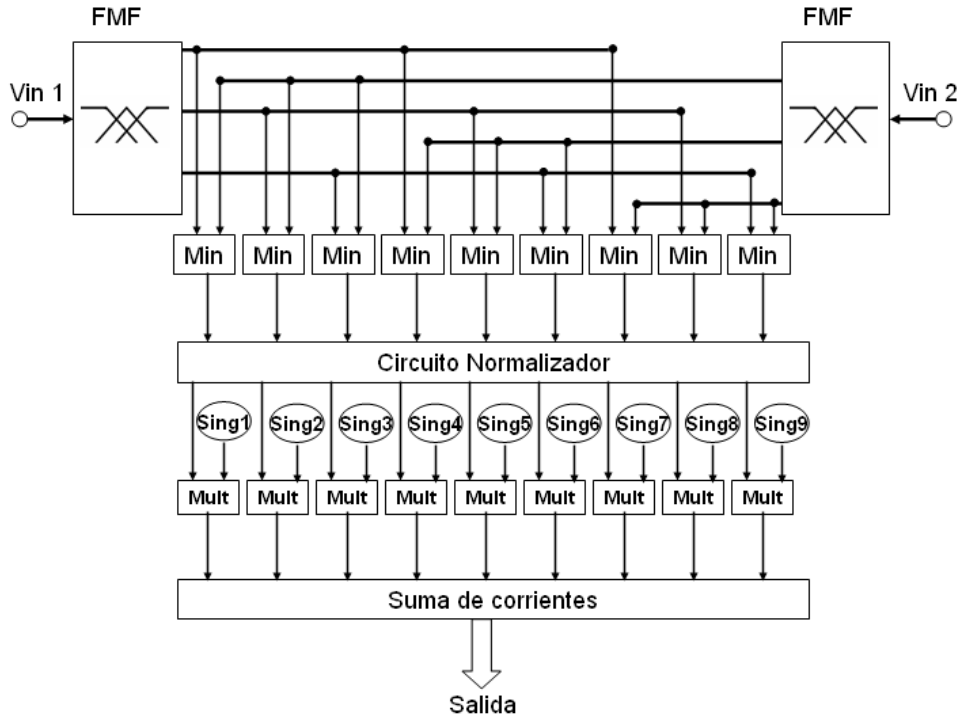 FMF FMF
Vin 1 Vin 2
Min Min Min Min Min Min Min Min Min
Circuito Normalizador
Sing1 Sing2 Sing3 Sing4 Sing5 Sing6 Sing7 Sing8 Sing9
Mult Mult Mult Mult Mult Mult Mult Mult Mult
Suma de corrientes
Salida